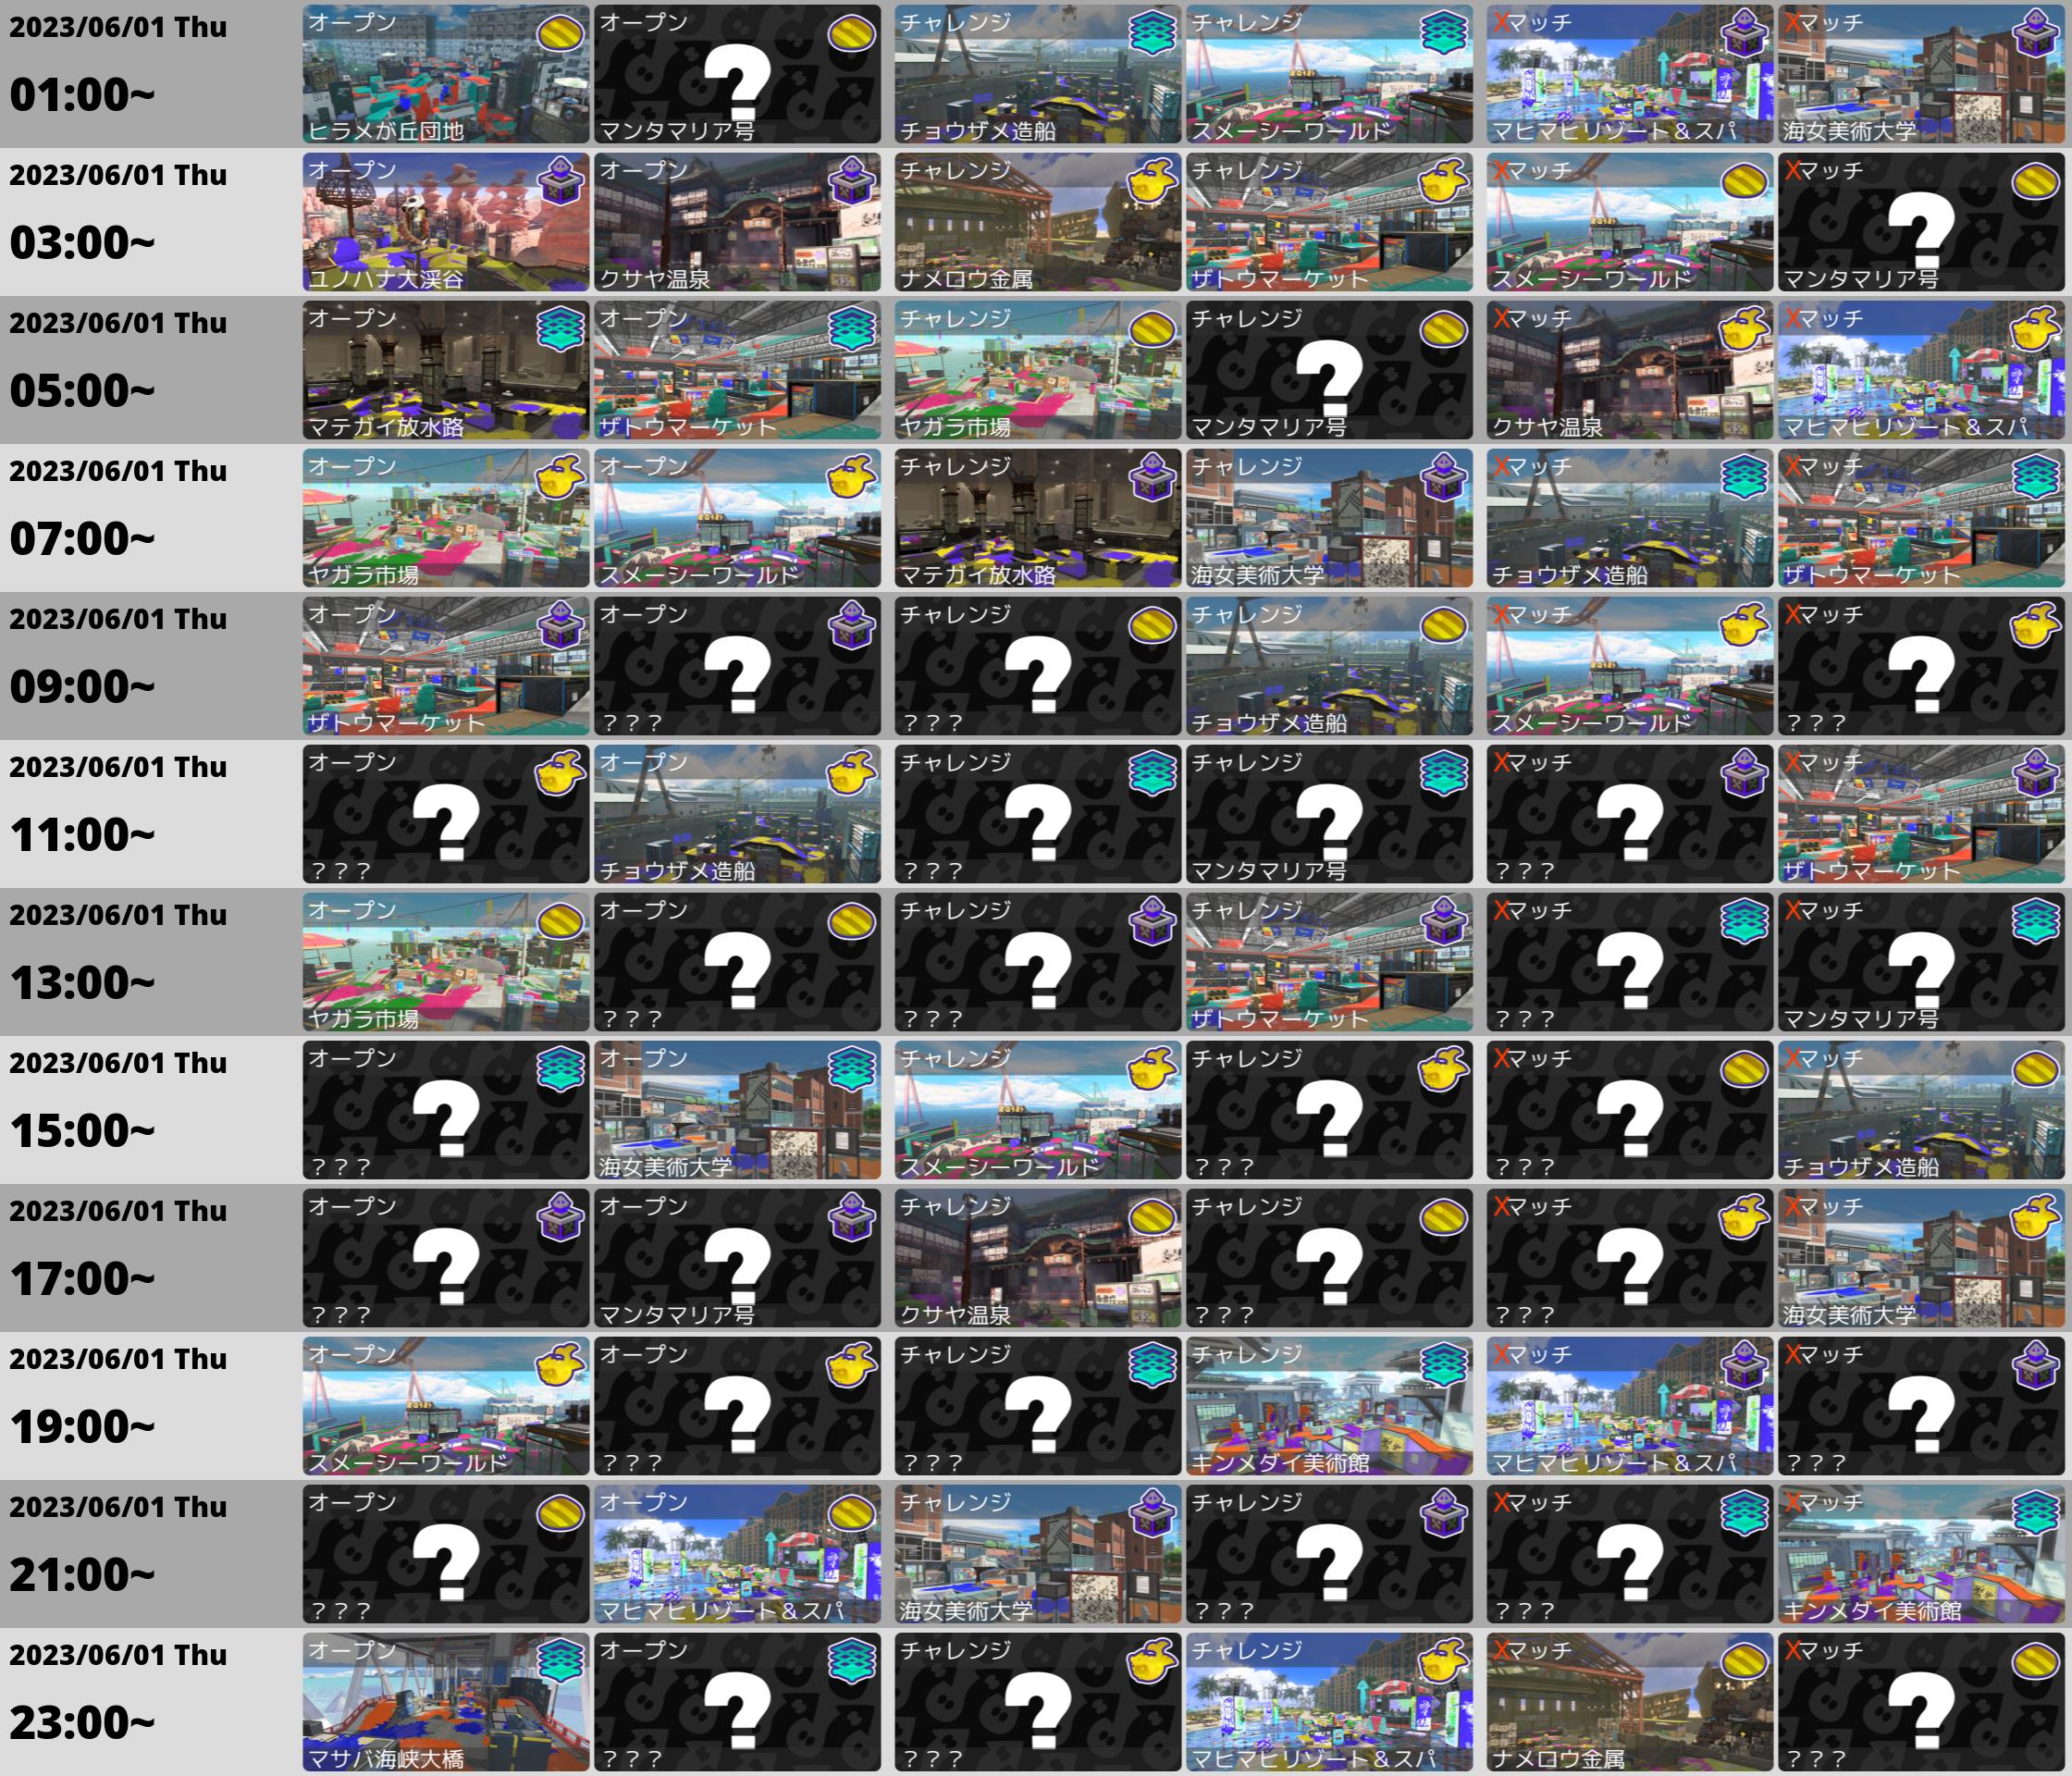 2023/06/01 Thu
01:00~
オープン
ヒラメが丘団地
オープン
マンタマリア号
チャレンジ
チョウザメ造船
チャレンジ
スメーシーワールド
Xマッチ
マヒマヒリゾート＆スパ
Xマッチ
海女美術大学
2023/06/01 Thu
03:00~
オープン
ユノハナ大渓谷
オープン
クサヤ温泉
チャレンジ
ナメロウ金属
チャレンジ
ザトウマーケット
Xマッチ
スメーシーワールド
Xマッチ
マンタマリア号
2023/06/01 Thu
05:00~
オープン
マテガイ放水路
オープン
ザトウマーケット
チャレンジ
ヤガラ市場
チャレンジ
マンタマリア号
Xマッチ
クサヤ温泉
Xマッチ
マヒマヒリゾート＆スパ
2023/06/01 Thu
07:00~
オープン
ヤガラ市場
オープン
スメーシーワールド
チャレンジ
マテガイ放水路
チャレンジ
海女美術大学
Xマッチ
チョウザメ造船
Xマッチ
ザトウマーケット
2023/06/01 Thu
09:00~
オープン
ザトウマーケット
オープン
？？？
チャレンジ
？？？
チャレンジ
チョウザメ造船
Xマッチ
スメーシーワールド
Xマッチ
？？？
2023/06/01 Thu
11:00~
オープン
？？？
オープン
チョウザメ造船
チャレンジ
？？？
チャレンジ
マンタマリア号
Xマッチ
？？？
Xマッチ
ザトウマーケット
2023/06/01 Thu
13:00~
オープン
ヤガラ市場
オープン
？？？
チャレンジ
？？？
チャレンジ
ザトウマーケット
Xマッチ
？？？
Xマッチ
マンタマリア号
2023/06/01 Thu
15:00~
オープン
？？？
オープン
海女美術大学
チャレンジ
スメーシーワールド
チャレンジ
？？？
Xマッチ
？？？
Xマッチ
チョウザメ造船
2023/06/01 Thu
17:00~
オープン
？？？
オープン
マンタマリア号
チャレンジ
クサヤ温泉
チャレンジ
？？？
Xマッチ
？？？
Xマッチ
海女美術大学
2023/06/01 Thu
19:00~
オープン
スメーシーワールド
オープン
？？？
チャレンジ
？？？
チャレンジ
キンメダイ美術館
Xマッチ
マヒマヒリゾート＆スパ
Xマッチ
？？？
2023/06/01 Thu
21:00~
オープン
？？？
オープン
マヒマヒリゾート＆スパ
チャレンジ
海女美術大学
チャレンジ
？？？
Xマッチ
？？？
Xマッチ
キンメダイ美術館
2023/06/01 Thu
23:00~
オープン
マサバ海峡大橋
オープン
？？？
チャレンジ
？？？
チャレンジ
マヒマヒリゾート＆スパ
Xマッチ
ナメロウ金属
Xマッチ
？？？